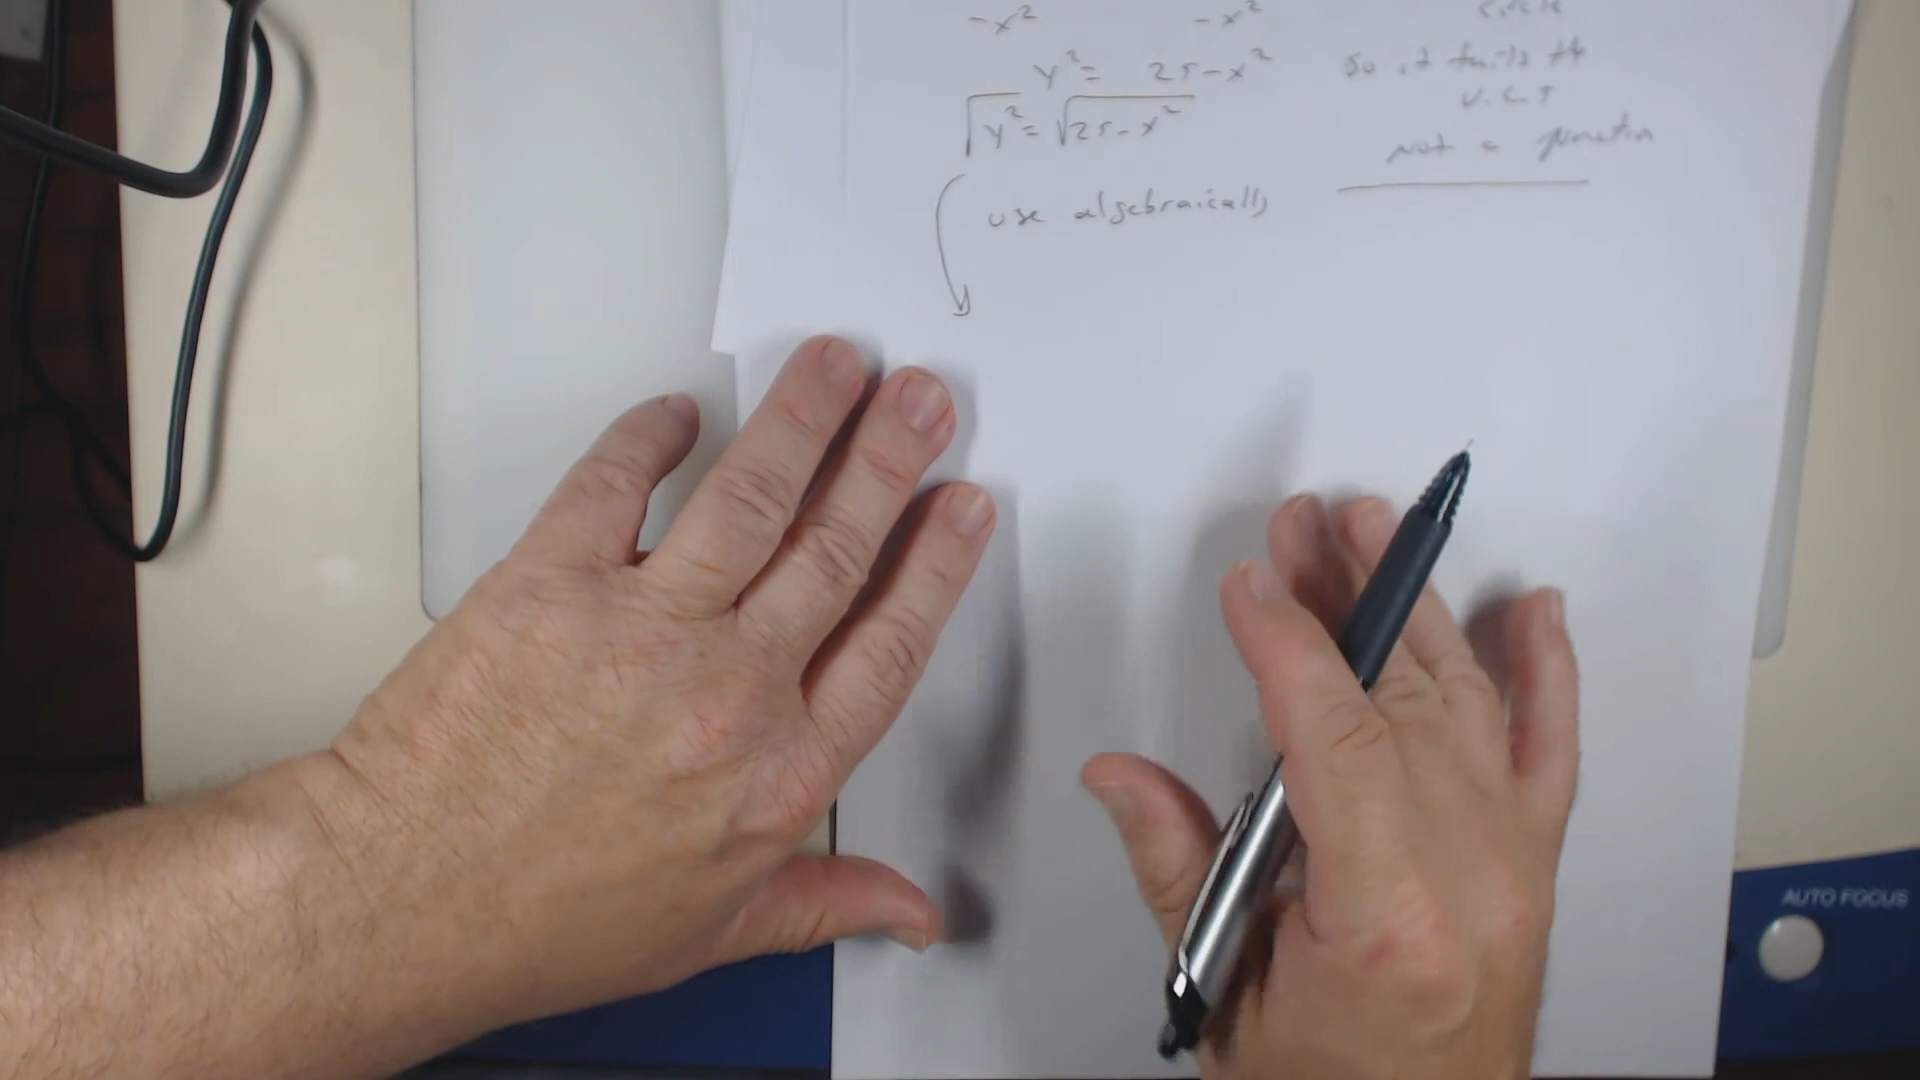 -x² -x²
circle
y² = 25-x²
so it fails the
V.L.T
√y² = √25-x²
not a function
use algebraically
AUTO FOCUS